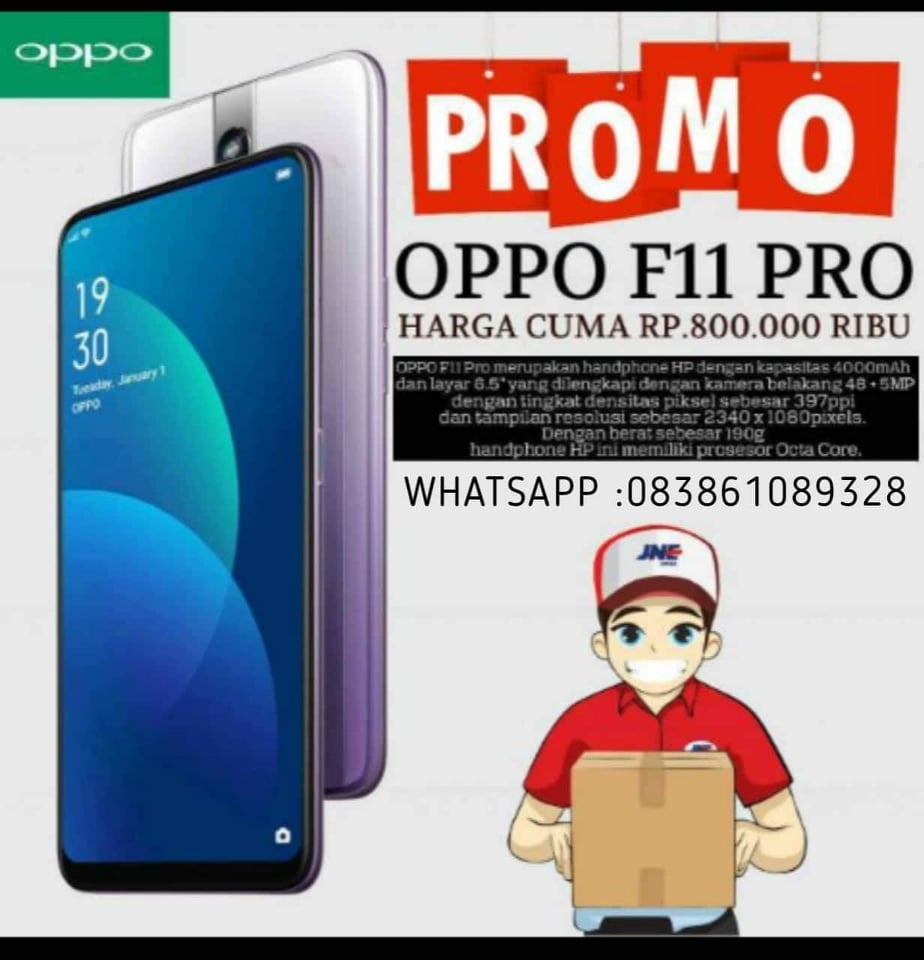 oppo
PROMO
OPPO F11 PRO
HARGA CUMA RP.800.000 RIBU
OPPO F11 Pro merupakan handphone HP dengan kapasitas 4000mAh
dan layar 6.5" yang dilengkapi dengan kamera belakang 48 + 5MP
dengan tingkat densitas piksel sebesar 397ppi
dan tampilan resolusi sebesar 2340 x 1080pixels.
Dengan berat sebesar 190g
handphone HP ini memiliki prosesor Octa Core.
WHATSAPP :083861089328
19
30
Tuesday, January 1
OPPO
JNE
JNE